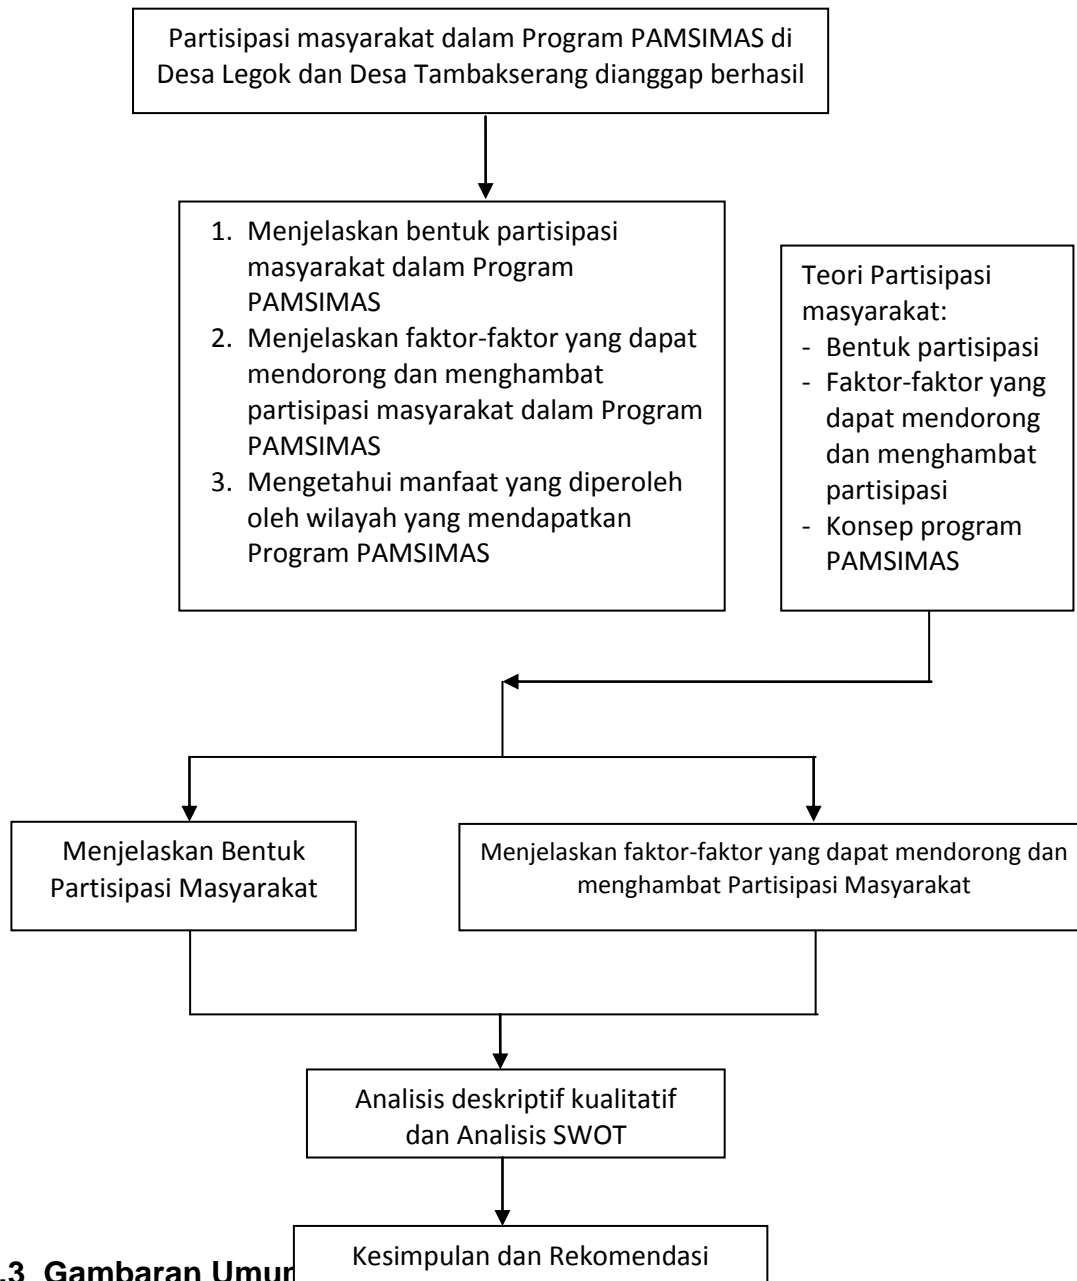 Partisipasi masyarakat dalam Program PAMSIMAS di
Desa Legok dan Desa Tambakserang dianggap berhasil
1. Menjelaskan bentuk partisipasi
masyarakat dalam Program
PAMSIMAS
2. Menjelaskan faktor-faktor yang dapat
mendorong dan menghambat
partisipasi masyarakat dalam Program
PAMSIMAS
3. Mengetahui manfaat yang diperoleh
oleh wilayah yang mendapatkan
Program PAMSIMAS
Teori Partisipasi
masyarakat:
- Bentuk partisipasi
- Faktor-faktor yang
dapat mendorong
dan menghambat
partisipasi
- Konsep program
PAMSIMAS
Menjelaskan Bentuk
Partisipasi Masyarakat
Menjelaskan faktor-faktor yang dapat mendorong dan
menghambat Partisipasi Masyarakat
Analisis deskriptif kualitatif
dan Analisis SWOT
Kesimpulan dan Rekomendasi
.3 Gambaran